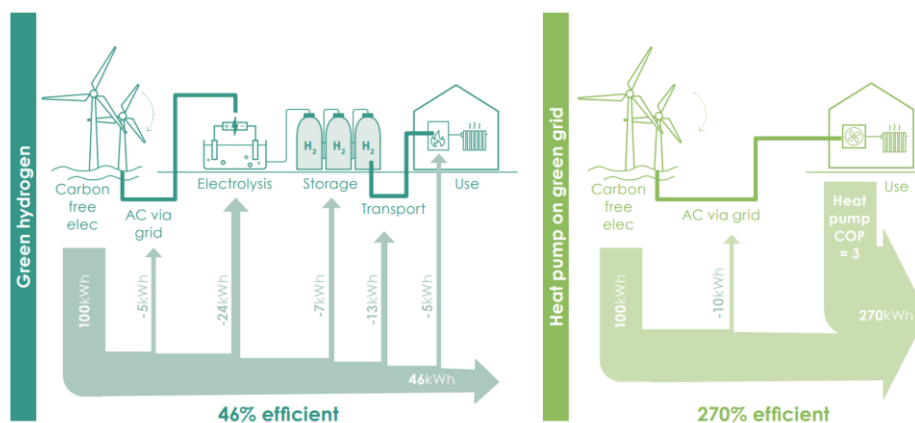 Green hydrogen
H₂
H₂
H₂
Carbon
free
elec
AC via
grid
Electrolysis
Storage
Transport
Use
100kWh
-5kWh
-24kWh
-7kWh
-13kWh
-5kWh
46kWh
46% efficient
Heat pump on green grid
Carbon
free
elec
AC via grid
Use
Heat
pump
COP
= 3
100kWh
-10kWh
270kWh
270% efficient